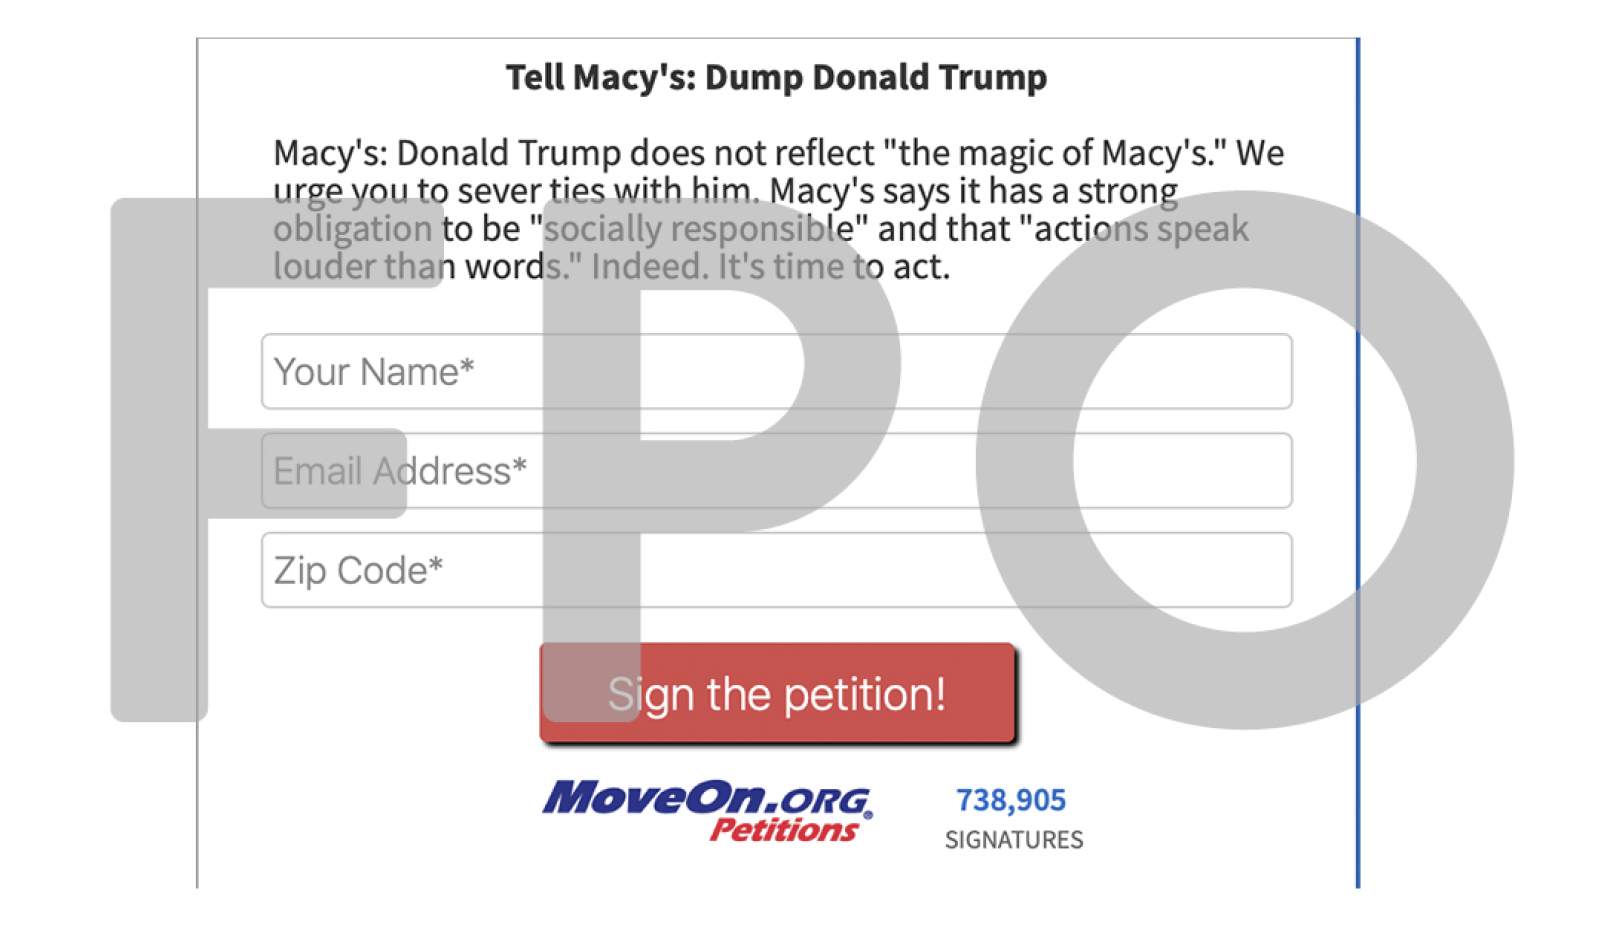 Tell Macy's: Dump Donald Trump
Macy's: Donald Trump does not reflect "the magic of Macy's." We
urge you to sever ties with him. Macy's says it has a strong
obligation to be "socially responsible" and that "actions speak
louder than words." Indeed. It's time to act.
FPO
Your Name*
Email Address*
Zip Code*
Sign the petition!
MoveOn.ORG®
Petitions
738,905
SIGNATURES